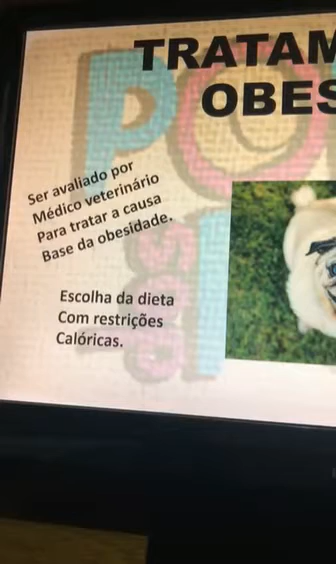 TRATAM
OBES
Ser avaliado por
Médico veterinário
Para tratar a causa
Base da obesidade.
Escolha da dieta
Com restrições
Calóricas.